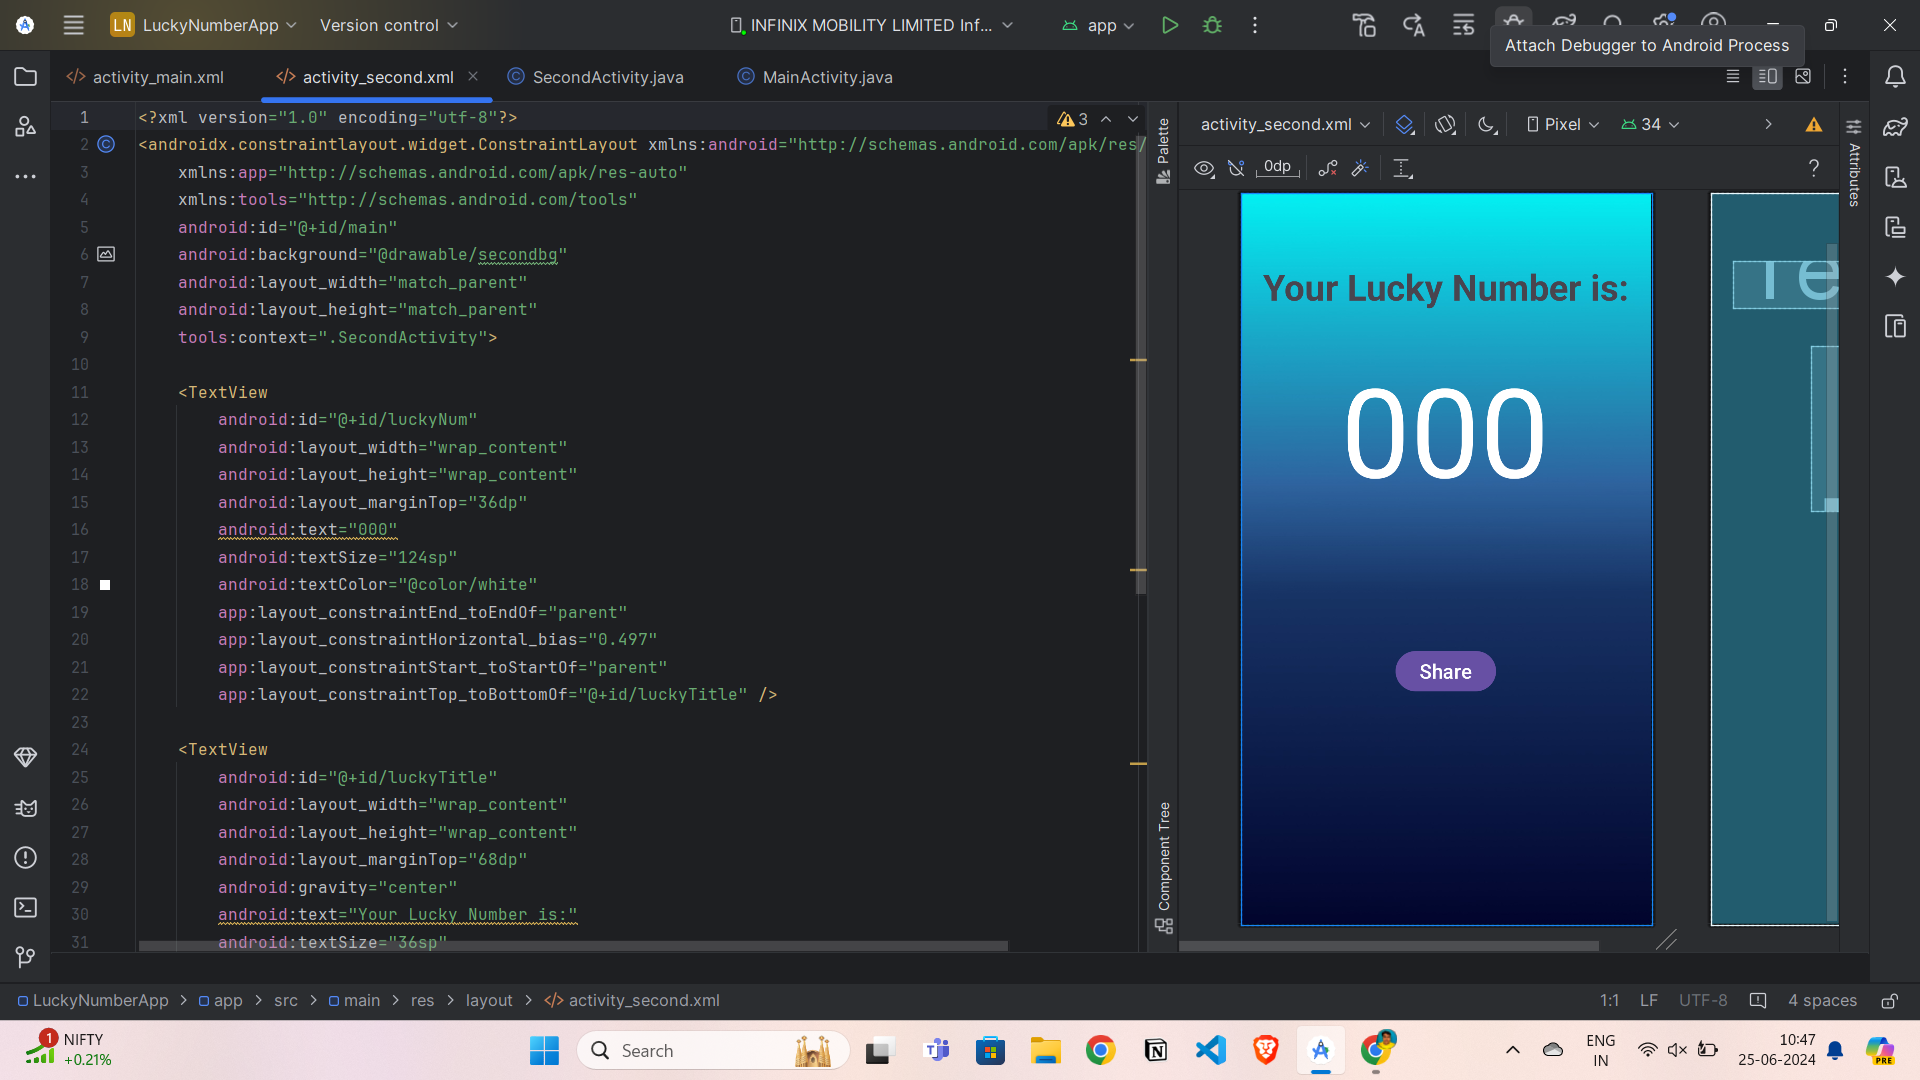 LN LuckyNumberApp Version control INFINIX MOBILITY LIMITED Inf... app
Attach Debugger to Android Process
activity_main.xml activity_second.xml SecondActivity.java MainActivity.java
1 <?xml version="1.0" encoding="utf-8"?>
2 <androidx.constraintlayout.widget.ConstraintLayout xmlns:android="http://schemas.android.com/apk/res/
3 xmlns:app="http://schemas.android.com/apk/res-auto"
4 xmlns:tools="http://schemas.android.com/tools"
5 android:id="@+id/main"
6 android:background="@drawable/secondbg"
7 android:layout_width="match_parent"
8 android:layout_height="match_parent"
9 tools:context=".SecondActivity">
10
11 <TextView
12 android:id="@+id/luckyNum"
13 android:layout_width="wrap_content"
14 android:layout_height="wrap_content"
15 android:layout_marginTop="36dp"
16 android:text="000"
17 android:textSize="124sp"
18 android:textColor="@color/white"
19 app:layout_constraintEnd_toEndOf="parent"
20 app:layout_constraintHorizontal_bias="0.497"
21 app:layout_constraintStart_toStartOf="parent"
22 app:layout_constraintTop_toBottomOf="@+id/luckyTitle" />
23
24 <TextView
25 android:id="@+id/luckyTitle"
26 android:layout_width="wrap_content"
27 android:layout_height="wrap_content"
28 android:layout_marginTop="68dp"
29 android:gravity="center"
30 android:text="Your Lucky Number is:"
31 android:textSize="36sp"
3
Palette
Component Tree
activity_second.xml Pixel 34
0dp
?
Attributes
Your Lucky Number is:
000
Share
Te
LuckyNumberApp > app > src > main > res > layout > activity_second.xml
1:1 LF UTF-8 4 spaces
1 NIFTY
+0.21%
Search
ENG
IN
10:47
25-06-2024
PRE